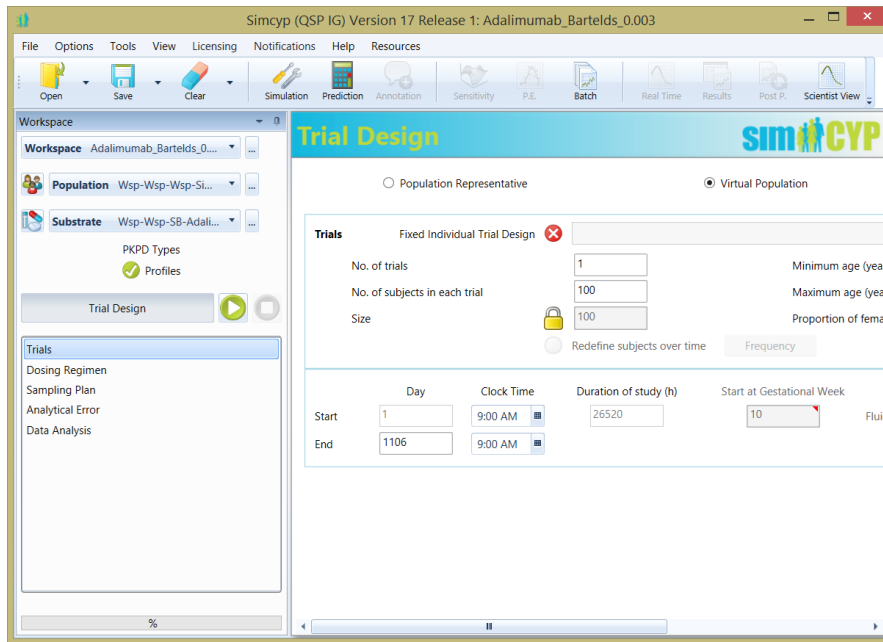 Simcyp (QSP IG) Version 17 Release 1: Adalimumab_Bartelds_0.003
File Options Tools View Licensing Notifications Help Resources
Open Save Clear Simulation Prediction Annotation Sensitivity P.E. Batch Real Time Results Post P. Scientist View
Workspace
Workspace Adalimumab_Bartelds_0.... ...
Population Wsp-Wsp-Wsp-Si... ...
Substrate Wsp-Wsp-SB-Adali... ...
PKPD Types
Profiles
Trial Design
Trials
Dosing Regimen
Sampling Plan
Analytical Error
Data Analysis
%
Trial Design
simCYP
Population Representative Virtual Population
Trials Fixed Individual Trial Design
No. of trials 1 Minimum age (yea
No. of subjects in each trial 100 Maximum age (yea
Size 100 Proportion of fema
Redefine subjects over time Frequency
Day Clock Time Duration of study (h) Start at Gestational Week
Start 1 9:00 AM 26520 10 Flui
End 1106 9:00 AM